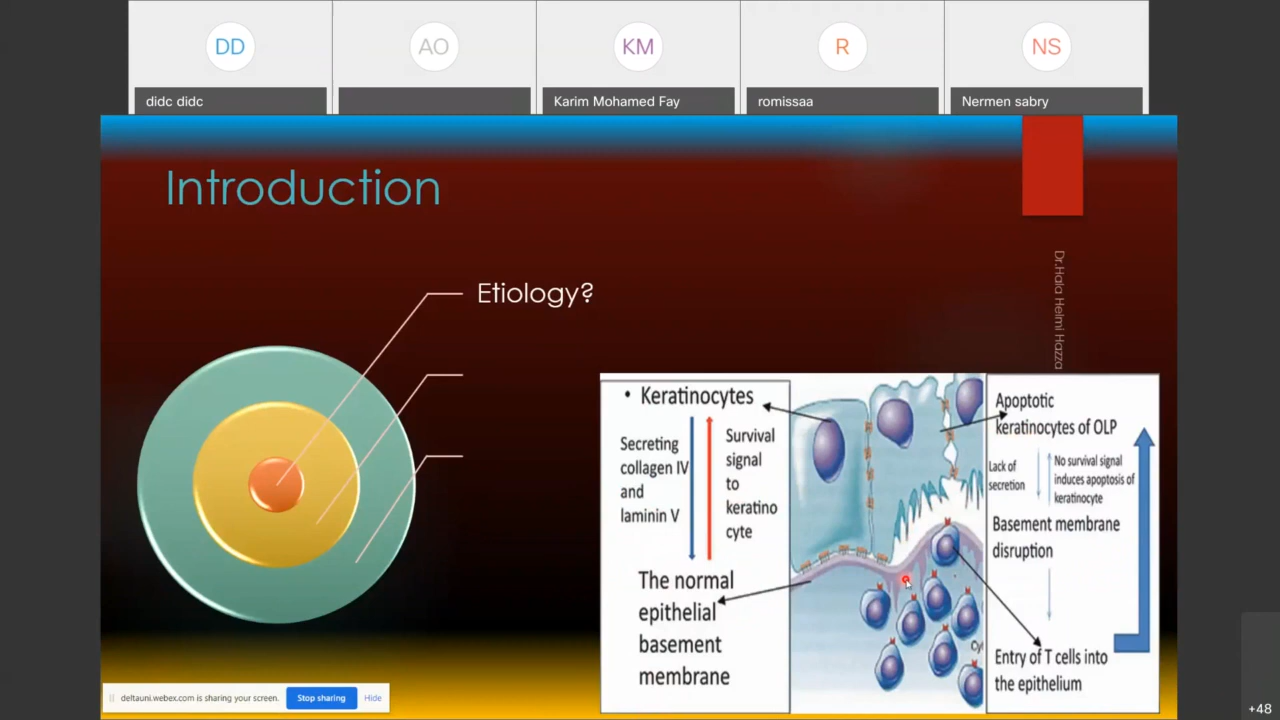 DD
AO
KM
R
NS
didc didc
Karim Mohamed Fay
romissaa
Nermen sabry
Introduction
Dr.Hala Helmi Hazza
Etiology?
• Keratinocytes
Secreting
collagen IV
and
laminin V
Survival
signal
to
keratino
cyte
The normal
epithelial
basement
membrane
Cy
Apoptotic
keratinocytes of OLP
Lack of
secretion
No survival signal
induces apoptosis of
keratinocyte
Basement membrane
disruption
Entry of T cells into
the epithelium
deltauni.webex.com is sharing your screen.
Stop sharing
Hide
+48